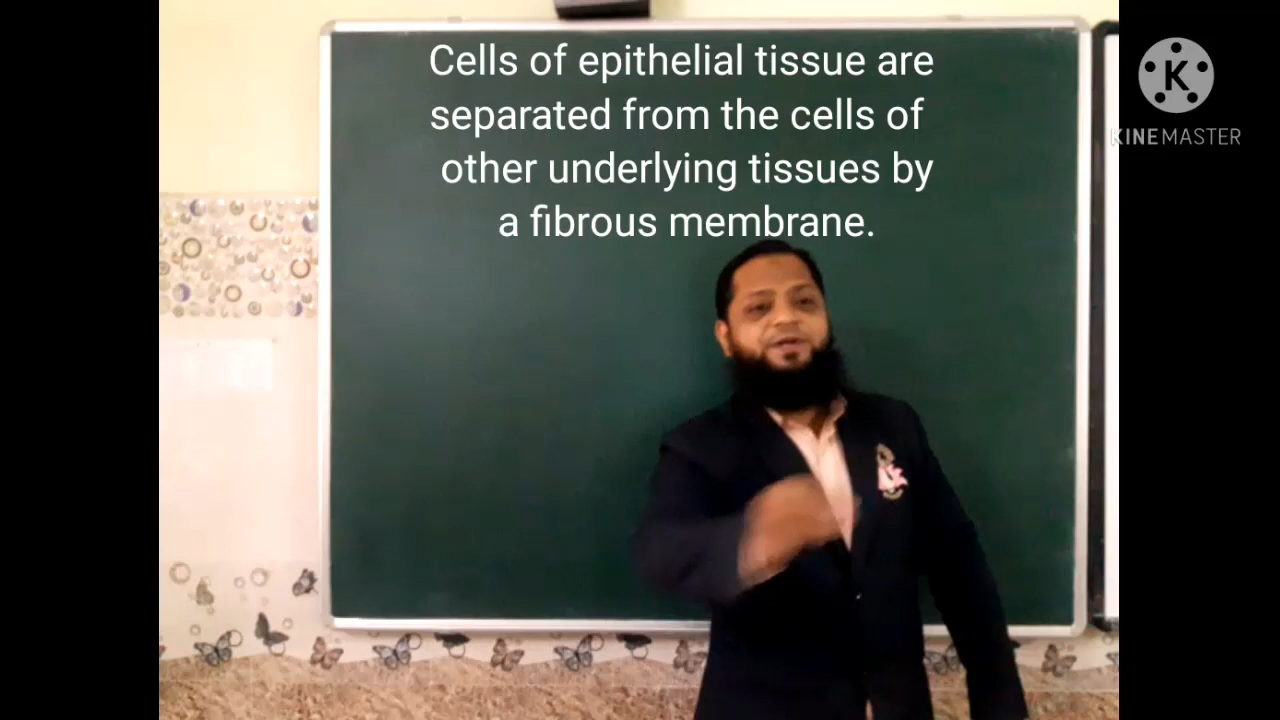 Cells of epithelial tissue are
separated from the cells of
other underlying tissues by
a fibrous membrane.
K
KINEMASTER